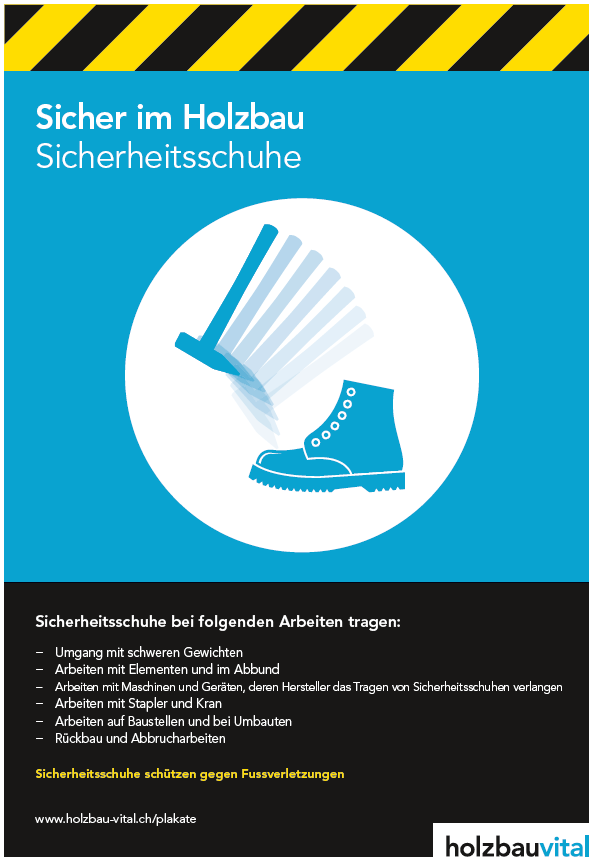 Sicher im Holzbau
Sicherheitsschuhe
Sicherheitsschuhe bei folgenden Arbeiten tragen:
– Umgang mit schweren Gewichten
– Arbeiten mit Elementen und im Abbund
– Arbeiten mit Maschinen und Geräten, deren Hersteller das Tragen von Sicherheitsschuhen verlangen
– Arbeiten mit Stapler und Kran
– Arbeiten auf Baustellen und bei Umbauten
– Rückbau und Abbrucharbeiten
Sicherheitsschuhe schützen gegen Fussverletzungen
www.holzbau-vital.ch/plakate
holzbauvital